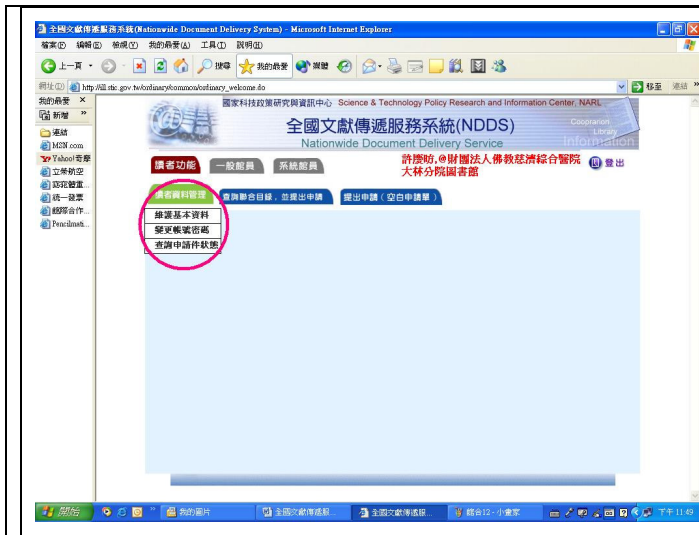 全國文獻傳遞服務系統(Nationwide Document Delivery System) - Microsoft Internet Explorer
檔案(F) 編輯(E) 檢視(V) 我的最愛(A) 工具(T) 說明(H)
上一頁 搜尋 我的最愛 媒體
網址(D) http://ill.stic.gov.tw/ordinary/common/ordinary_welcome.do 移至 連結 »
我的最愛 ×
新增 »
連結
MSN.com
Yahoo!奇摩
立榮航空
統一發票
Pencilmati...
國家科技政策研究與資訊中心 Science & Technology Policy Research and Information Center, NARL
全國文獻傳遞服務系統(NDDS)
Nationwide Document Delivery Service
Cooprarion
Library
Information
讀者功能 一般館員 系統館員
許慶昉,@財團法人佛教慈濟綜合醫院
大林分院圖書館
登出
讀者資料管理 查詢聯合目錄，並提出申請 提出申請（空白申請單）
維護基本資料
變更帳號密碼
查詢申請件狀態
開始 我的圖片 全國文獻傳遞服... 全國文獻傳遞服... 綜合12 - 小畫家 下午 11:49